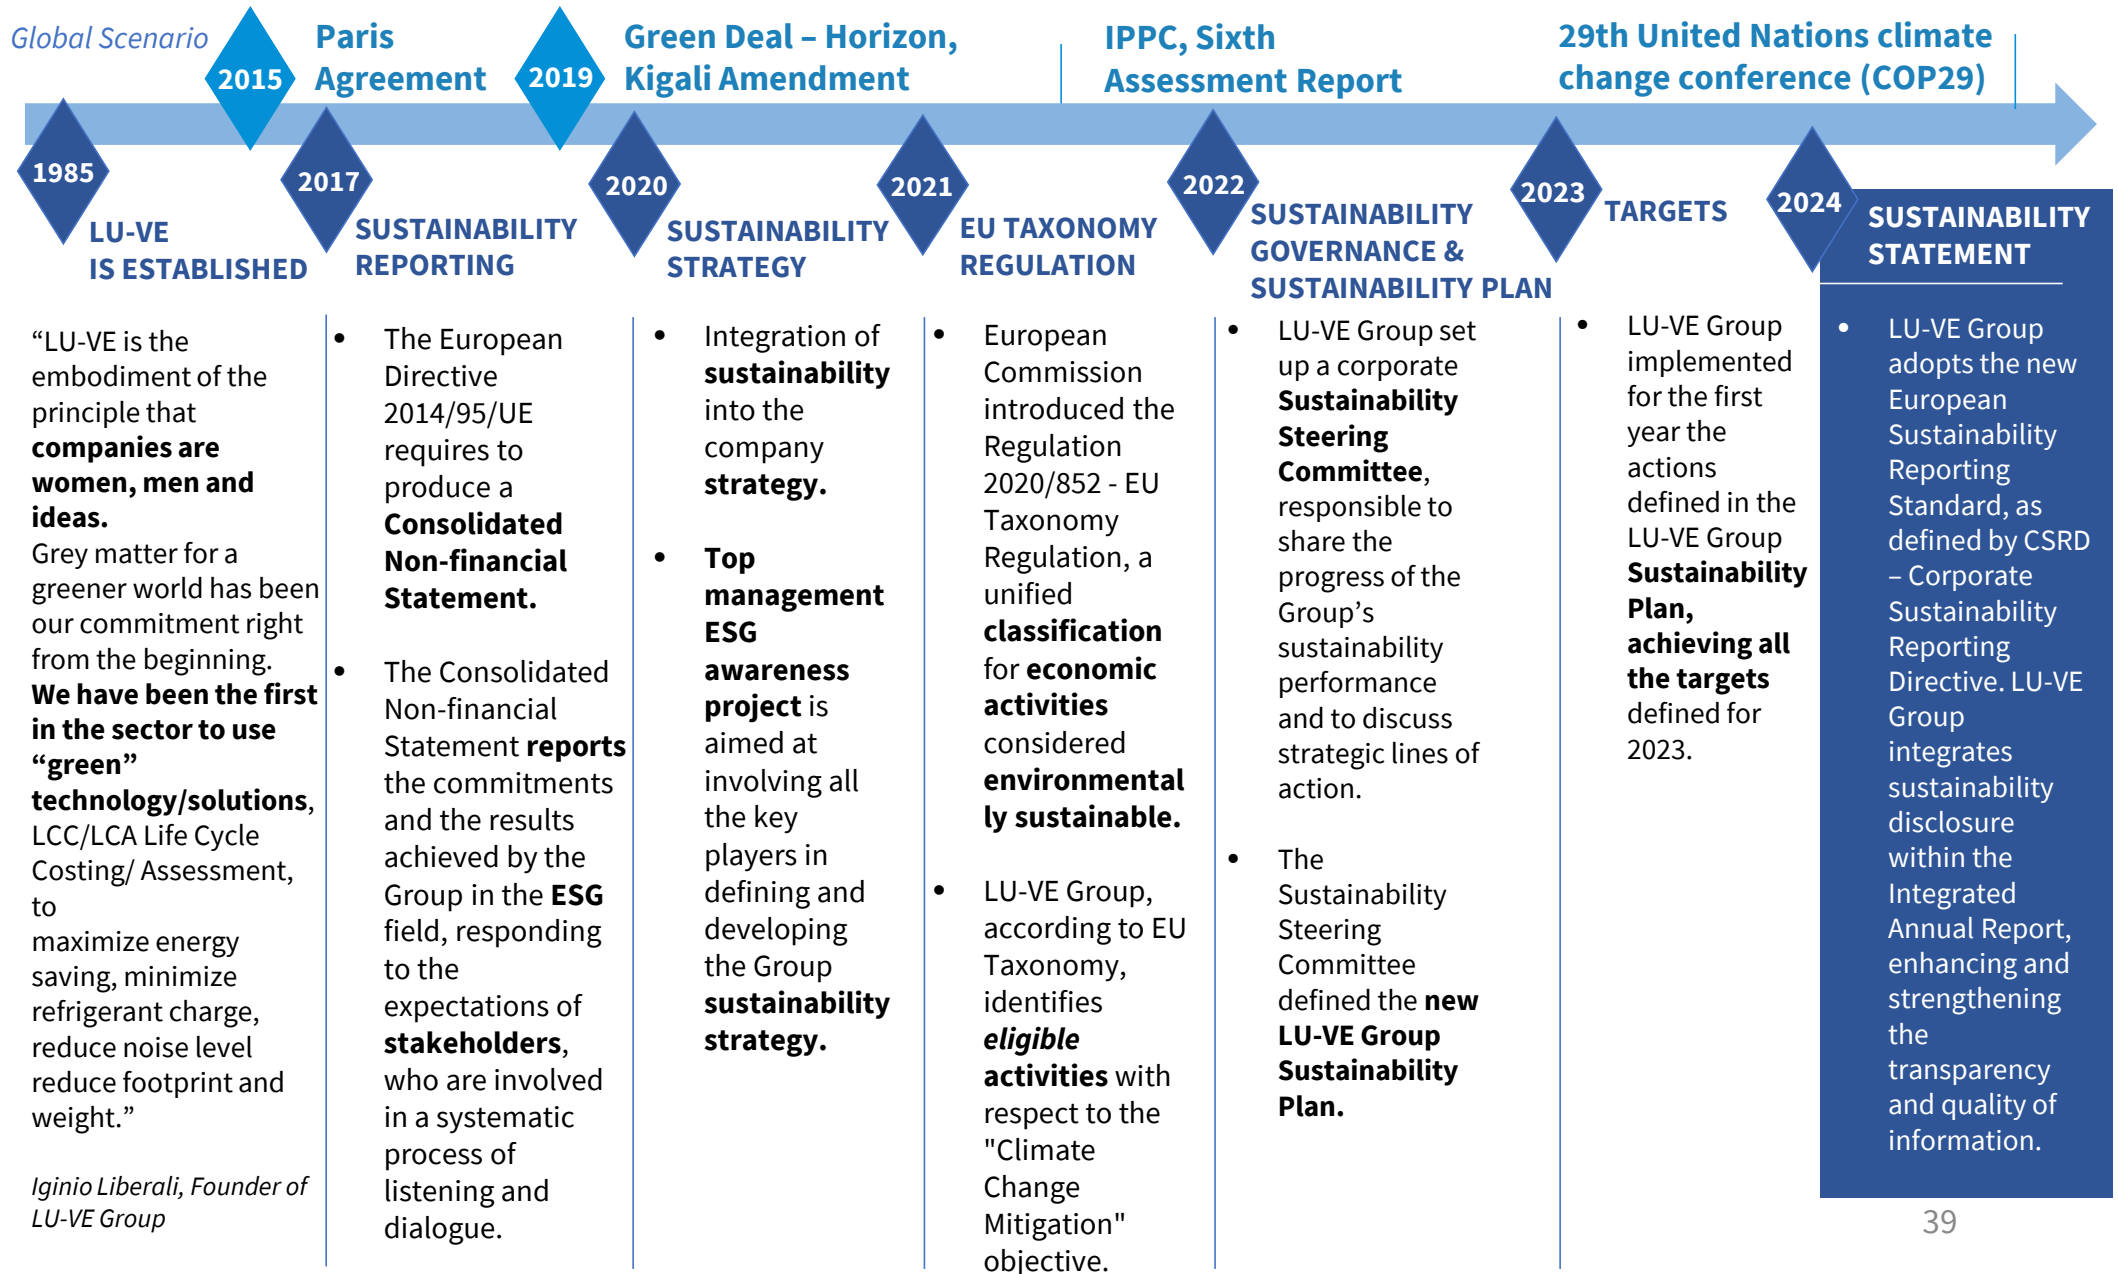 Global Scenario
2015
Paris
Agreement
2019
Green Deal – Horizon,
Kigali Amendment
IPPC, Sixth
Assessment Report
29th United Nations climate
change conference (COP29)
1985
LU-VE
IS ESTABLISHED
“LU-VE is the
embodiment of the
principle that
companies are
women, men and
ideas.
Grey matter for a
greener world has been
our commitment right
from the beginning.
We have been the first
in the sector to use
“green”
technology/solutions,
LCC/LCA Life Cycle
Costing/ Assessment,
to
maximize energy
saving, minimize
refrigerant charge,
reduce noise level
reduce footprint and
weight.”
Iginio Liberali, Founder of
LU-VE Group
2017
SUSTAINABILITY
REPORTING
• The European
Directive
2014/95/UE
requires to
produce a
Consolidated
Non-financial
Statement.
• The Consolidated
Non-financial
Statement reports
the commitments
and the results
achieved by the
Group in the ESG
field, responding
to the
expectations of
stakeholders,
who are involved
in a systematic
process of
listening and
dialogue.
2020
SUSTAINABILITY
STRATEGY
• Integration of
sustainability
into the
company
strategy.
• Top
management
ESG
awareness
project is
aimed at
involving all
the key
players in
defining and
developing
the Group
sustainability
strategy.
2021
EU TAXONOMY
REGULATION
• European
Commission
introduced the
Regulation
2020/852 - EU
Taxonomy
Regulation, a
unified
classification
for economic
activities
considered
environmental
ly sustainable.
• LU-VE Group,
according to EU
Taxonomy,
identifies
eligible
activities with
respect to the
"Climate
Change
Mitigation"
objective.
2022
SUSTAINABILITY
GOVERNANCE &
SUSTAINABILITY PLAN
• LU-VE Group set
up a corporate
Sustainability
Steering
Committee,
responsible to
share the
progress of the
Group’s
sustainability
performance
and to discuss
strategic lines of
action.
• The
Sustainability
Steering
Committee
defined the new
LU-VE Group
Sustainability
Plan.
2023
TARGETS
• LU-VE Group
implemented
for the first
year the
actions
defined in the
LU-VE Group
Sustainability
Plan,
achieving all
the targets
defined for
2023.
2024
SUSTAINABILITY
STATEMENT
• LU-VE Group
adopts the new
European
Sustainability
Reporting
Standard, as
defined by CSRD
– Corporate
Sustainability
Reporting
Directive. LU-VE
Group
integrates
sustainability
disclosure
within the
Integrated
Annual Report,
enhancing and
strengthening
the
transparency
and quality of
information.
39